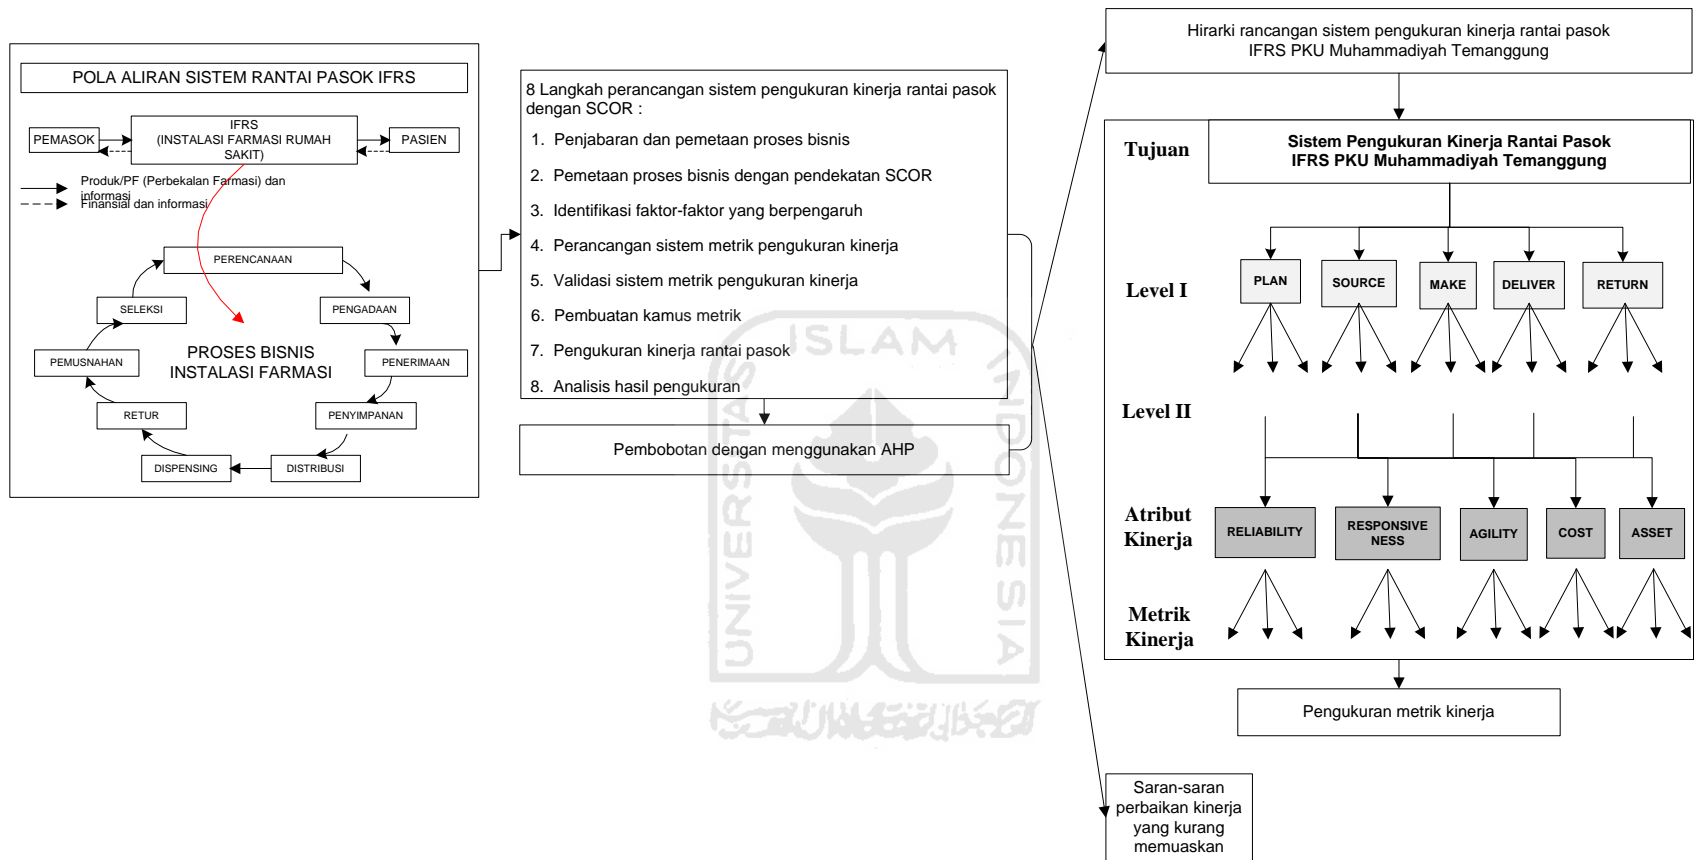 POLA ALIRAN SISTEM RANTAI PASOK IFRS
PEMASOK
IFRS
(INSTALASI FARMASI RUMAH
SAKIT)
PASIEN
Produk/PF (Perbekalan Farmasi) dan
informasi
Finansial dan informasi
PERENCANAAN
SELEKSI
PENGADAAN
PEMUSNAHAN
PROSES BISNIS
INSTALASI FARMASI
PENERIMAAN
RETUR
PENYIMPANAN
DISPENSING
DISTRIBUSI
8 Langkah perancangan sistem pengukuran kinerja rantai pasok
dengan SCOR :
1. Penjabaran dan pemetaan proses bisnis
2. Pemetaan proses bisnis dengan pendekatan SCOR
3. Identifikasi faktor-faktor yang berpengaruh
4. Perancangan sistem metrik pengukuran kinerja
5. Validasi sistem metrik pengukuran kinerja
6. Pembuatan kamus metrik
7. Pengukuran kinerja rantai pasok
8. Analisis hasil pengukuran
Pembobotan dengan menggunakan AHP
Hirarki rancangan sistem pengukuran kinerja rantai pasok
IFRS PKU Muhammadiyah Temanggung
Tujuan
Sistem Pengukuran Kinerja Rantai Pasok
IFRS PKU Muhammadiyah Temanggung
Level I
PLAN
SOURCE
MAKE
DELIVER
RETURN
Level II
Atribut
Kinerja
RELIABILITY
RESPONSIVE
NESS
AGILITY
COST
ASSET
Metrik
Kinerja
Pengukuran metrik kinerja
Saran-saran
perbaikan kinerja
yang kurang
memuaskan
UNIVERSITAS
ISLAM
INDONESIA